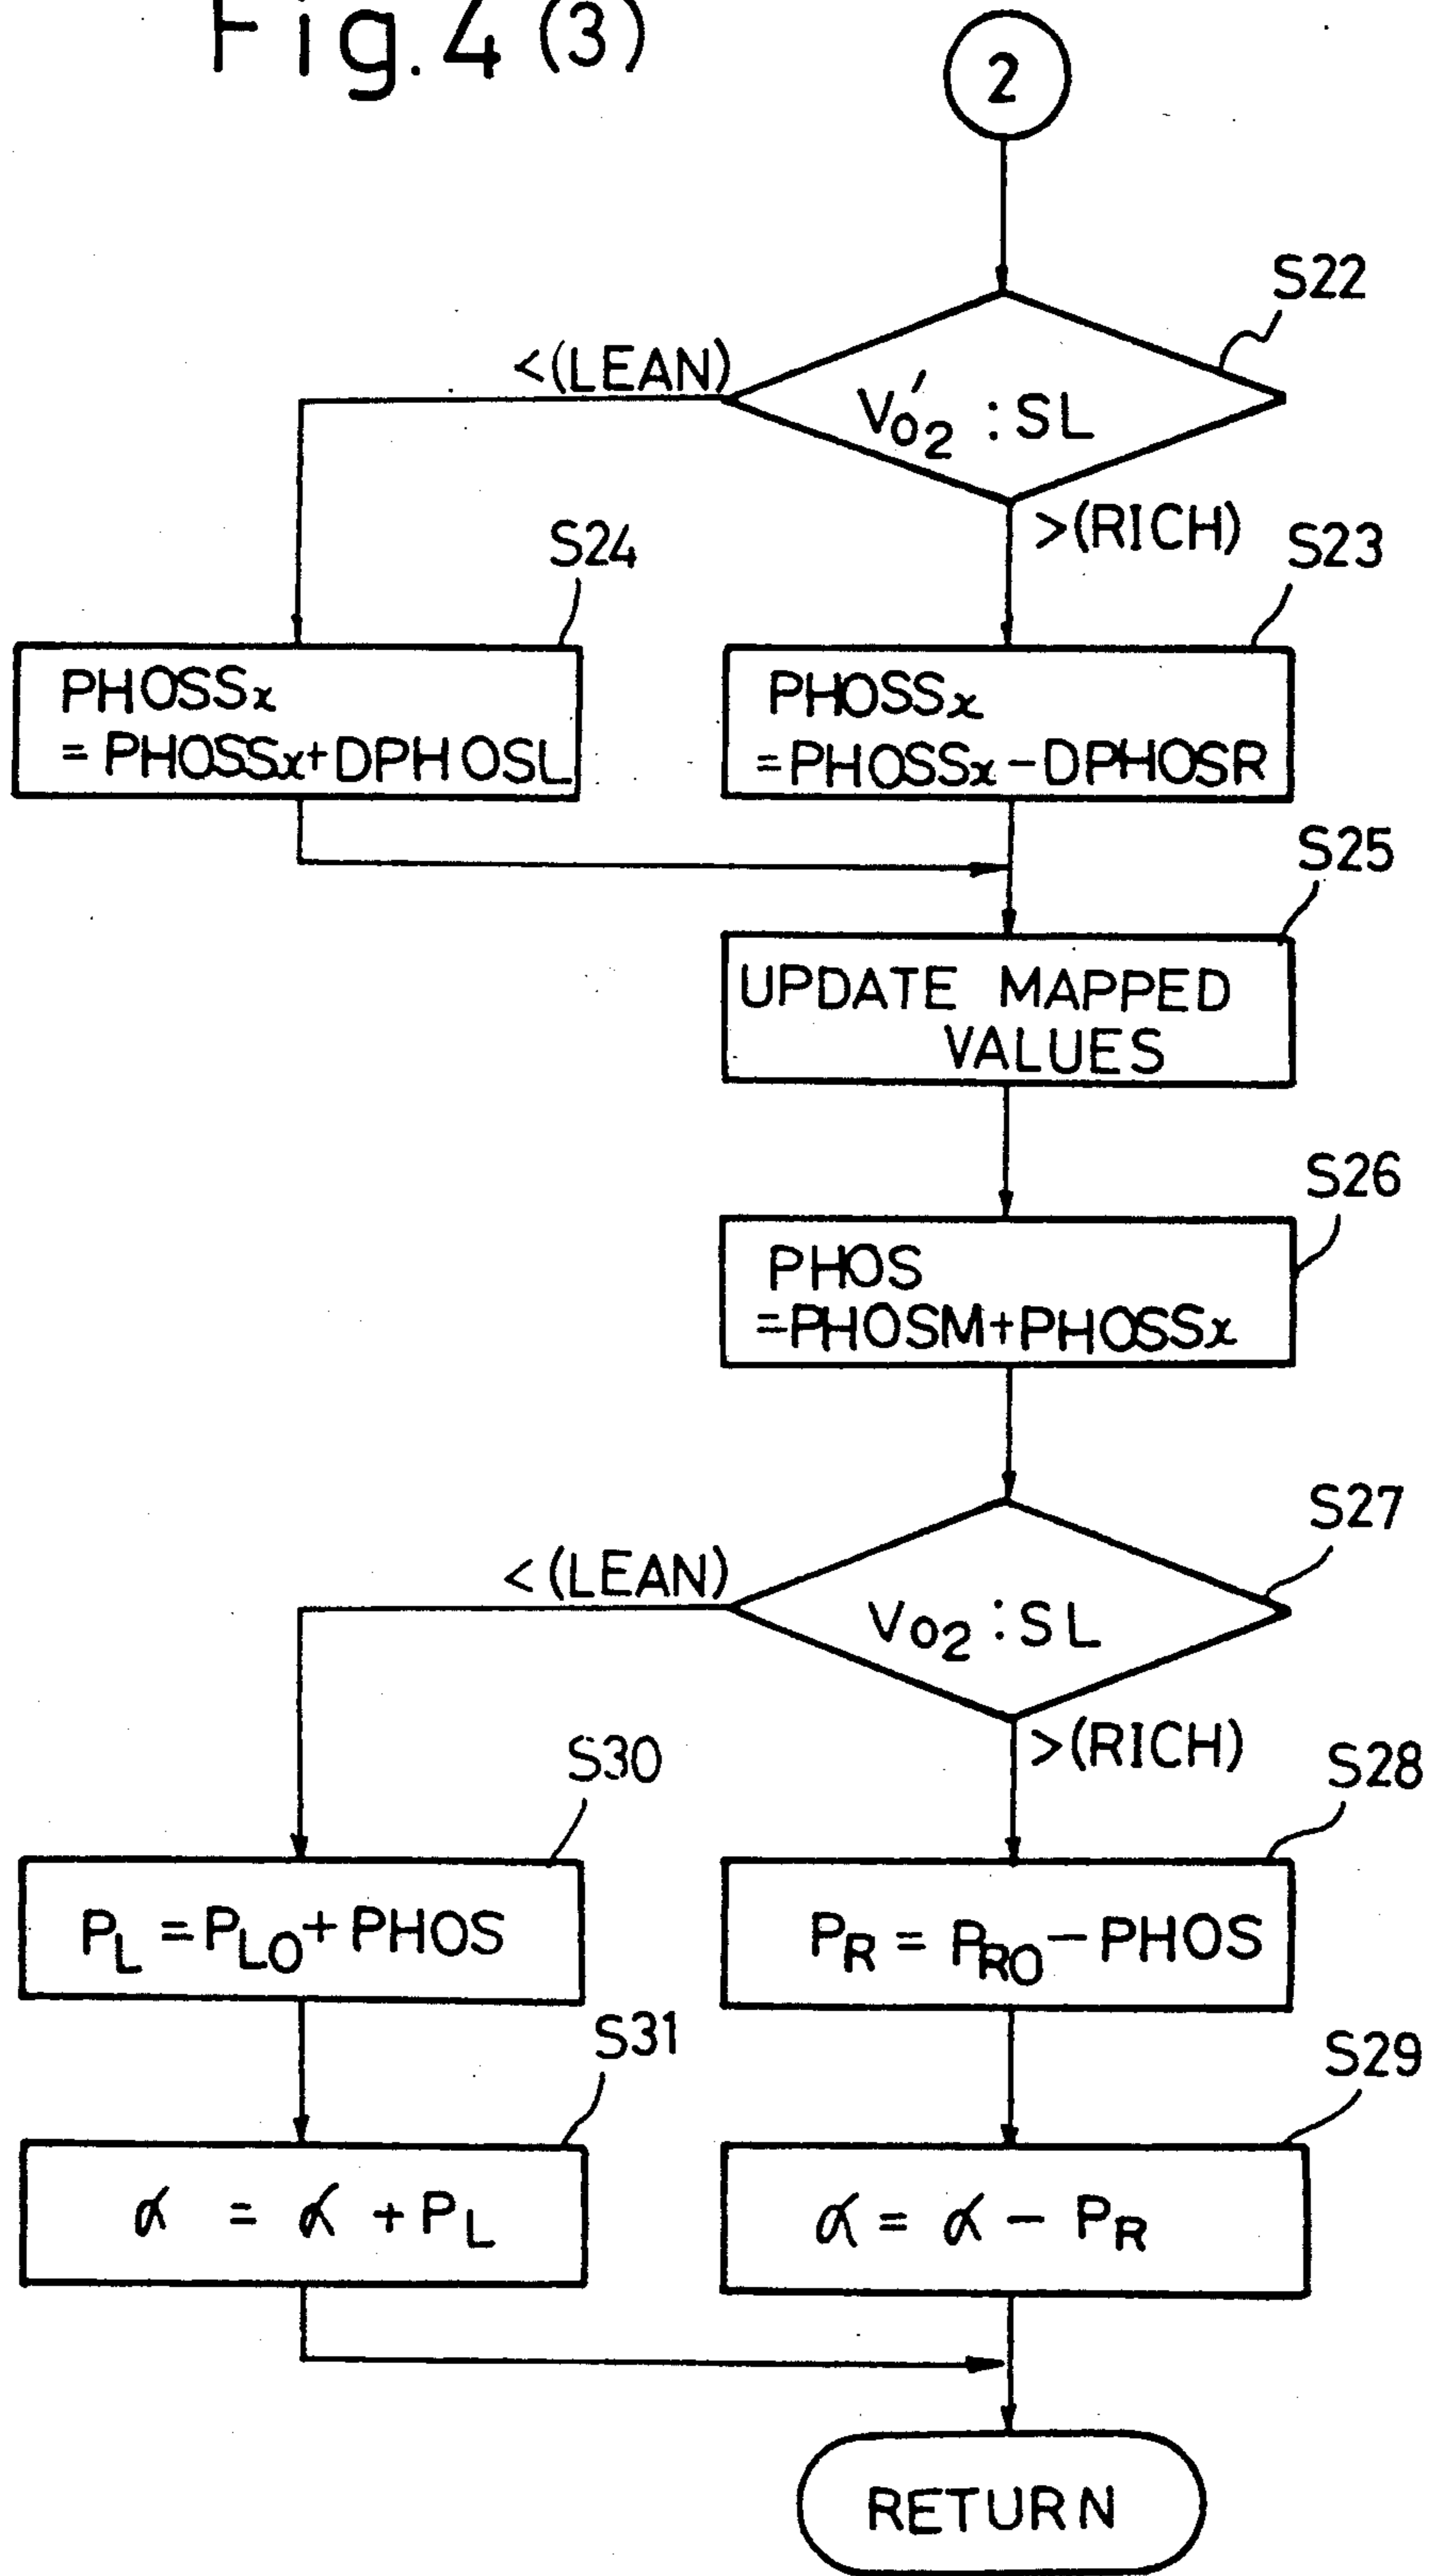 Fig. 4 (3)
2
S22
<(LEAN)
V'O2 : SL
>(RICH)
S24
S23
PHOSSx
= PHOSSx+DPHOSL
PHOSSx
=PHOSSx-DPHOSR
S25
UPDATE MAPPED
VALUES
S26
PHOS
=PHOSM+PHOSSx
S27
<(LEAN)
VO2 : SL
>(RICH)
S30
S28
PL = PLO + PHOS
PR = PRO - PHOS
S31
S29
α = α + PL
α = α - PR
RETURN